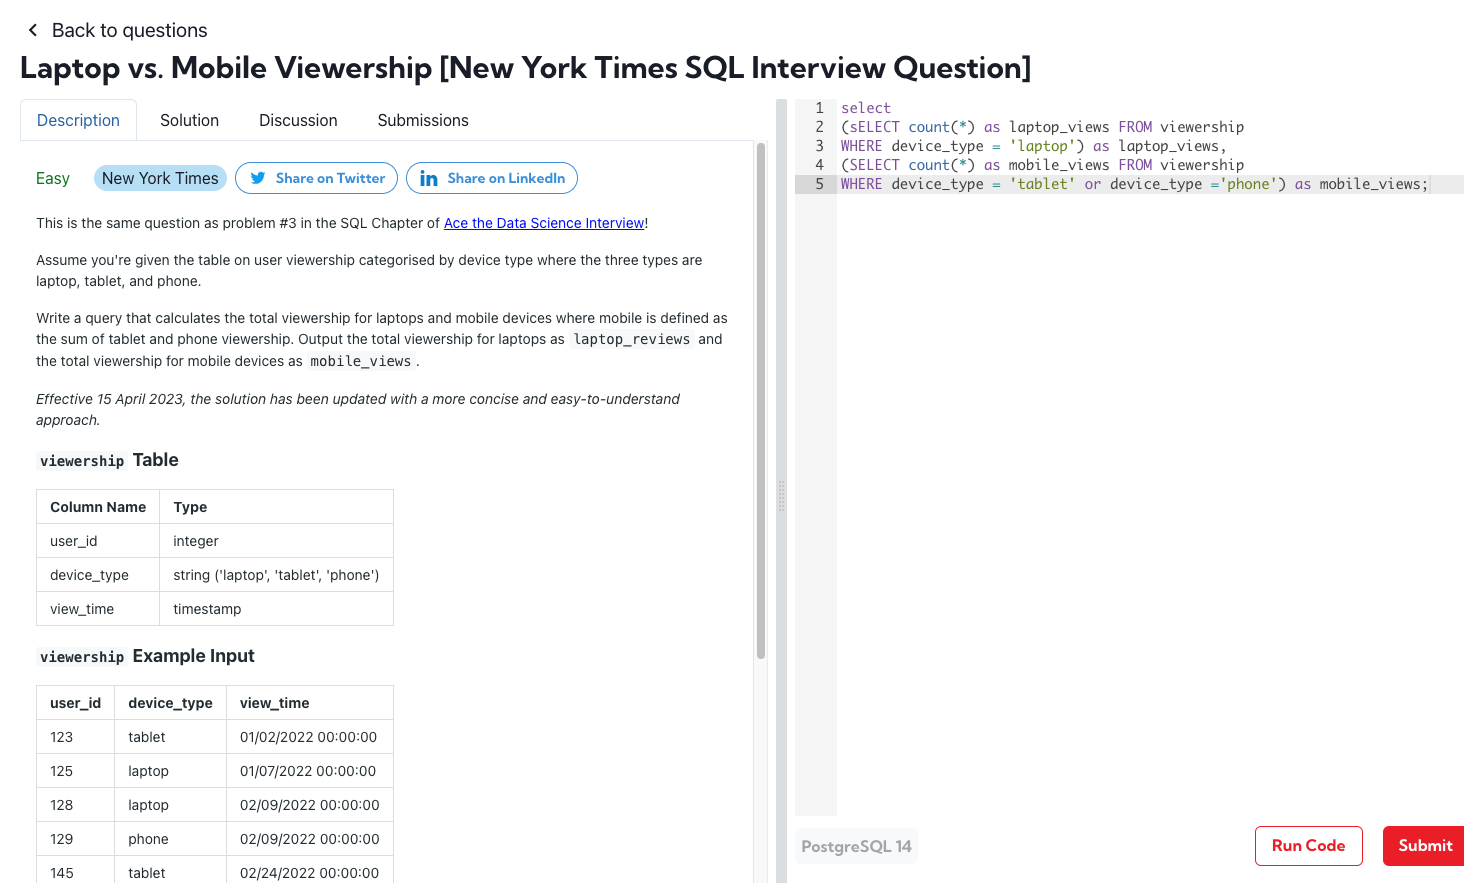 Back to questions
Laptop vs. Mobile Viewership [New York Times SQL Interview Question]
Description Solution Discussion Submissions
Easy New York Times Share on Twitter Share on LinkedIn
This is the same question as problem #3 in the SQL Chapter of Ace the Data Science Interview!
Assume you're given the table on user viewership categorised by device type where the three types are
laptop, tablet, and phone.
Write a query that calculates the total viewership for laptops and mobile devices where mobile is defined as
the sum of tablet and phone viewership. Output the total viewership for laptops as laptop_reviews and
the total viewership for mobile devices as mobile_views.
Effective 15 April 2023, the solution has been updated with a more concise and easy-to-understand
approach.
viewership Table
Column Name Type
user_id integer
device_type string ('laptop', 'tablet', 'phone')
view_time timestamp
viewership Example Input
user_id device_type view_time
123 tablet 01/02/2022 00:00:00
125 laptop 01/07/2022 00:00:00
128 laptop 02/09/2022 00:00:00
129 phone 02/09/2022 00:00:00
145 tablet 02/24/2022 00:00:00
1 select
2 (sELECT count(*) as laptop_views FROM viewership
3 WHERE device_type = 'laptop') as laptop_views,
4 (SELECT count(*) as mobile_views FROM viewership
5 WHERE device_type = 'tablet' or device_type ='phone') as mobile_views;
PostgreSQL 14 Run Code Submit